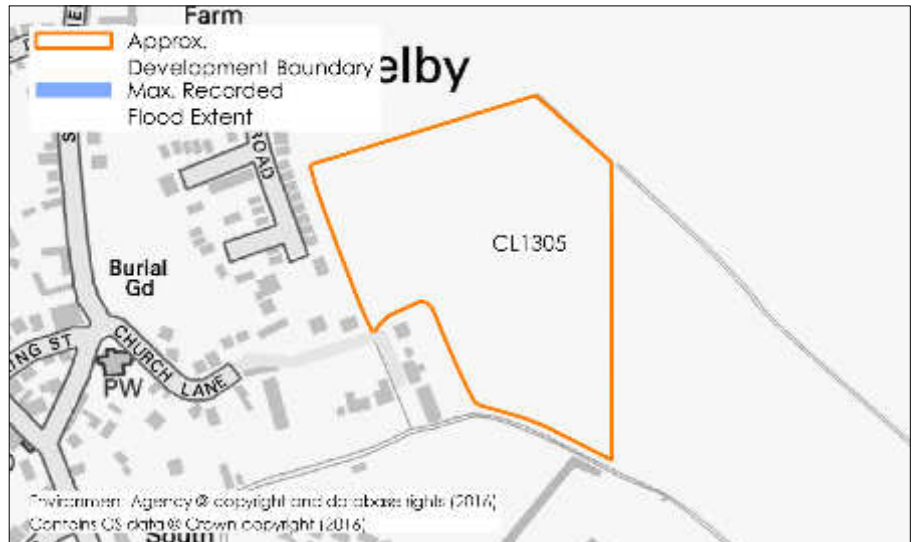 Farm
Approx.
Development Boundary
Max. Recorded
Flood Extent
elby
ROAD
CL1305
Burial
Gd
CHURCH LANE
ING ST
PW
Environment Agency © copyright and database rights (2016)
Contains OS data © Crown copyright (2016)
South